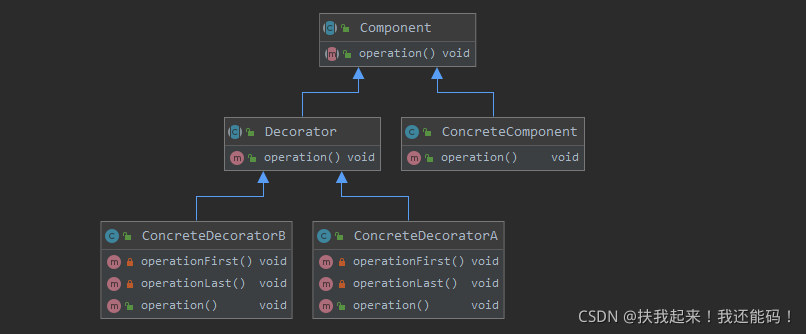 Component
operation() void
Decorator
operation() void
ConcreteComponent
operation() void
ConcreteDecoratorB
operationFirst() void
operationLast() void
operation() void
ConcreteDecoratorA
operationFirst() void
operationLast() void
operation() void
CSDN @扶我起来！我还能码！